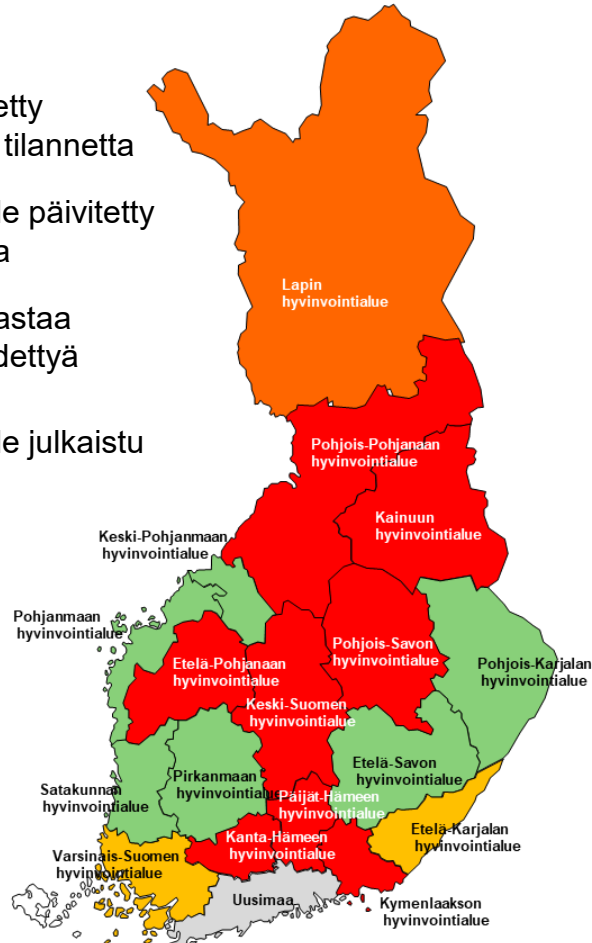 etty
tilannetta
le päivitetty
a
astaa
dettyä
le julkaistu
Lapin
hyvinvointialue
Pohjois-Pohjanaan
hyvinvointialue
Kainuun
hyvinvointialue
Keski-Pohjanmaan
hyvinvointialue
Pohjanmaan
hyvinvointialue
Etelä-Pohjanaan
hyvinvointialue
Pohjois-Savon
hyvinvointialue
Pohjois-Karjalan
hyvinvointialue
Keski-Suomen
hyvinvointialue
Etelä-Savon
hyvinvointialue
Pirkanmaan
hyvinvointialue
Satakunnan
hyvinvointialue
Päijät-Hämeen
hyvinvointialue
Etelä-Karjalan
hyvinvointialue
Kanta-Hämeen
hyvinvointialue
Varsinais-Suomen
hyvinvointialue
Uusimaa
Kymenlaakson
hyvinvointialue